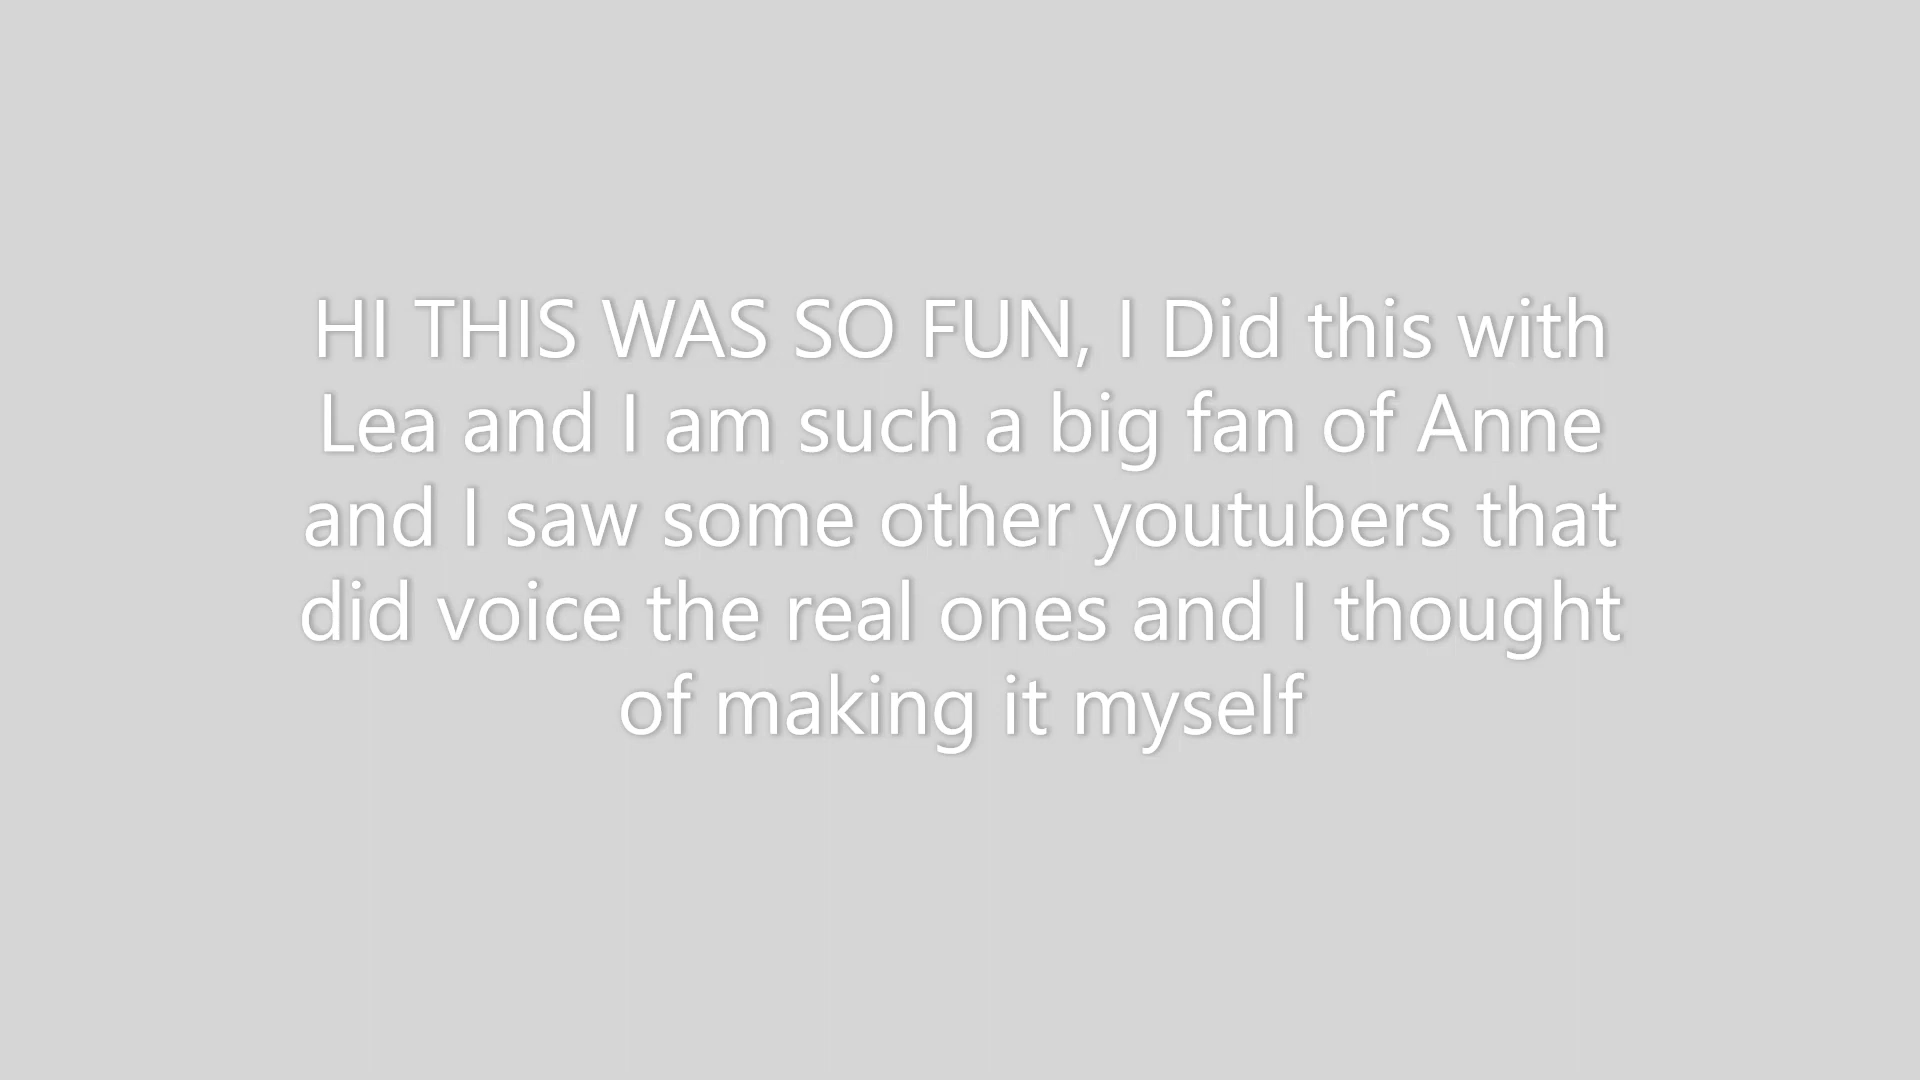 HI THIS WAS SO FUN, I Did this with
Lea and I am such a big fan of Anne
and I saw some other youtubers that
did voice the real ones and I thought
of making it myself